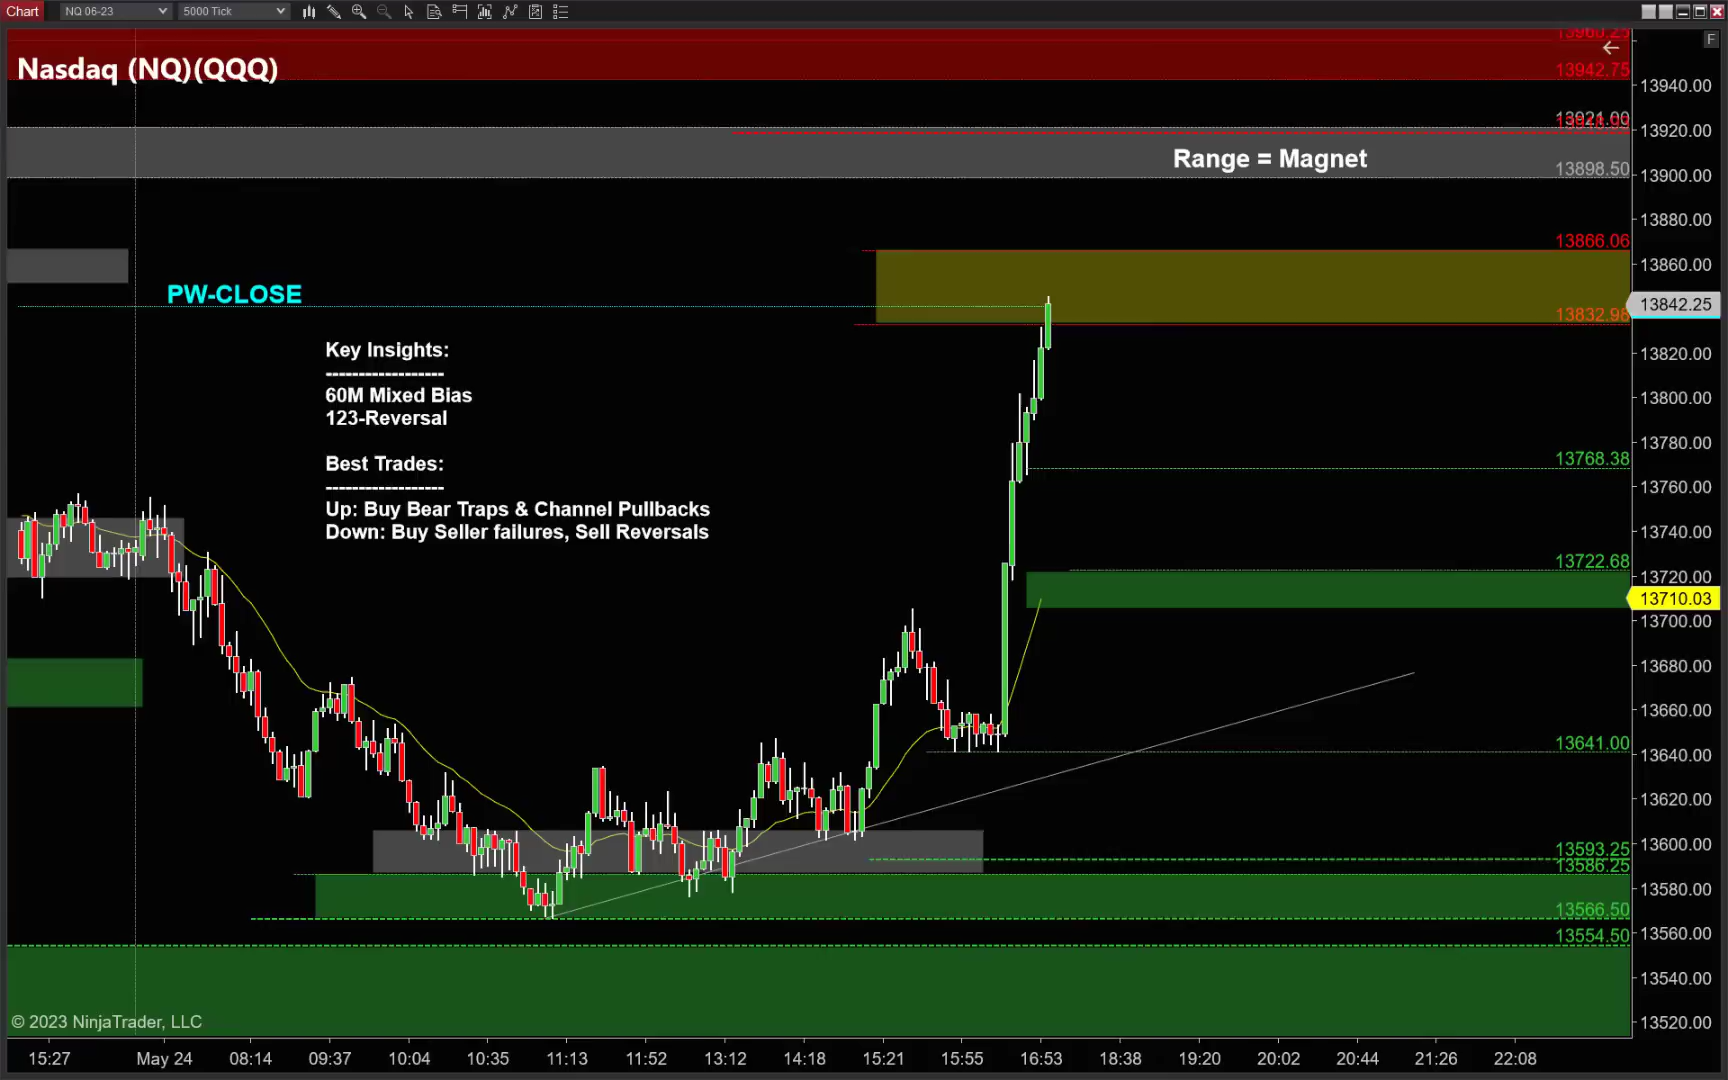 Chart
NQ 06-23
5000 Tick
F
Nasdaq (NQ)(QQQ)
13960.25
13942.75
13940.00
13921.00
13920.00
Range = Magnet
13898.50
13900.00
13880.00
13866.06
13860.00
PW-CLOSE
13842.25
13832.98
13820.00
13800.00
13780.00
13768.38
13760.00
13740.00
13722.68
13720.00
13710.03
13700.00
13680.00
13660.00
13641.00
13640.00
13620.00
13600.00
13593.25
13586.25
13580.00
13566.50
13560.00
13554.50
13540.00
13520.00
Key Insights:
------------------
60M Mixed Bias
123-Reversal
Best Trades:
------------------
Up: Buy Bear Traps & Channel Pullbacks
Down: Buy Seller failures, Sell Reversals
© 2023 NinjaTrader, LLC
15:27 May 24 08:14 09:37 10:04 10:35 11:13 11:52 13:12 14:18 15:21 15:55 16:53 18:38 19:20 20:02 20:44 21:26 22:08